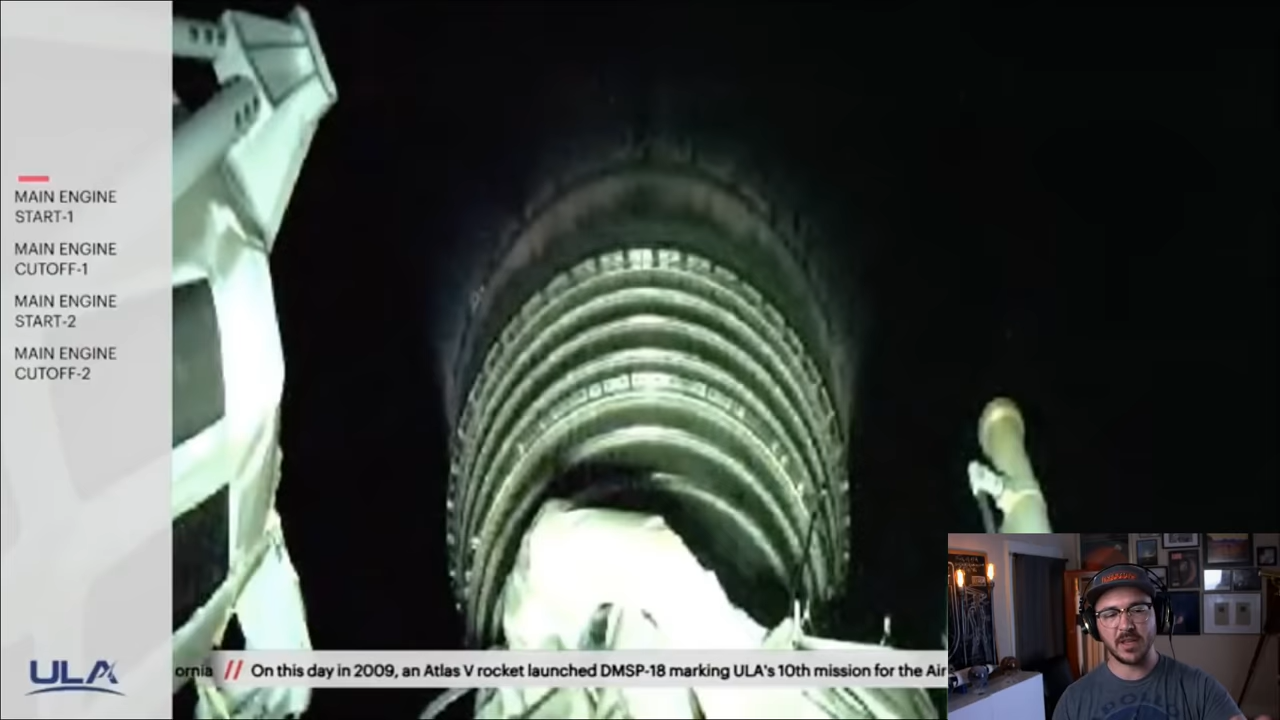 MAIN ENGINE
START-1
MAIN ENGINE
CUTOFF-1
MAIN ENGINE
START-2
MAIN ENGINE
CUTOFF-2
ULA
ornia // On this day in 2009, an Atlas V rocket launched DMSP-18 marking ULA's 10th mission for the Air